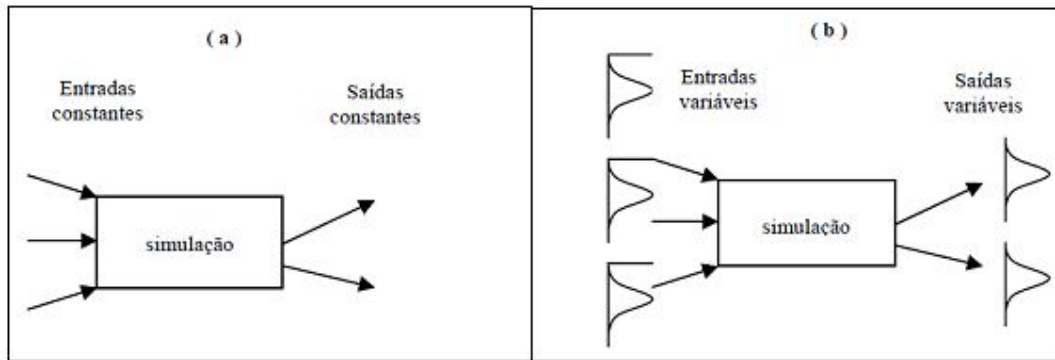 ( a )
Entradas
constantes
Saídas
constantes
simulação
( b )
Entradas
variáveis
Saídas
variáveis
simulação